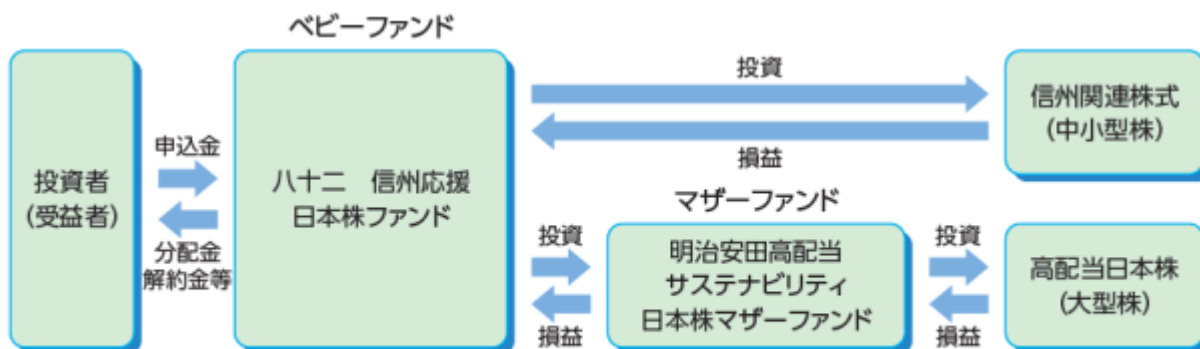 ベビーファンド
投資者
(受益者)
申込金
分配金
解約金等
八十二 信州応援
日本株ファンド
投資
損益
信州関連株式
(中小型株)
マザーファンド
投資
損益
明治安田高配当
サステナビリティ
日本株マザーファンド
投資
損益
高配当日本株
(大型株)